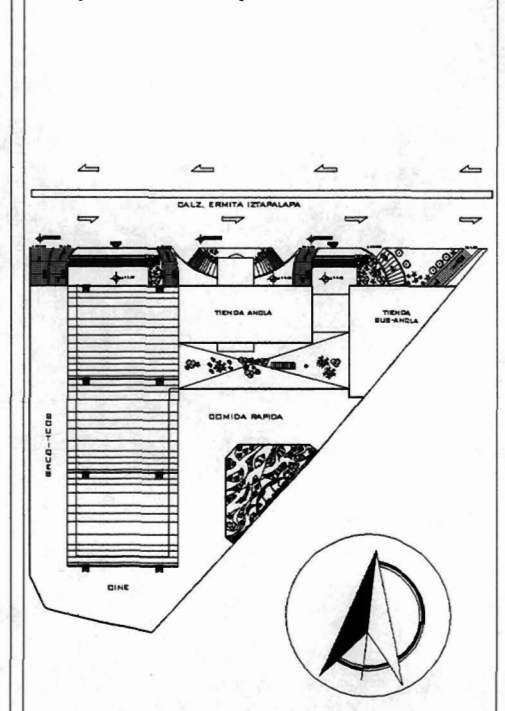 CALZ. ERMITA IZTAPALAPA
TIENDA ANCLA
TIENDA
SUB-ANCLA
COMIDA RAPIDA
BOUTIQUES
CINE